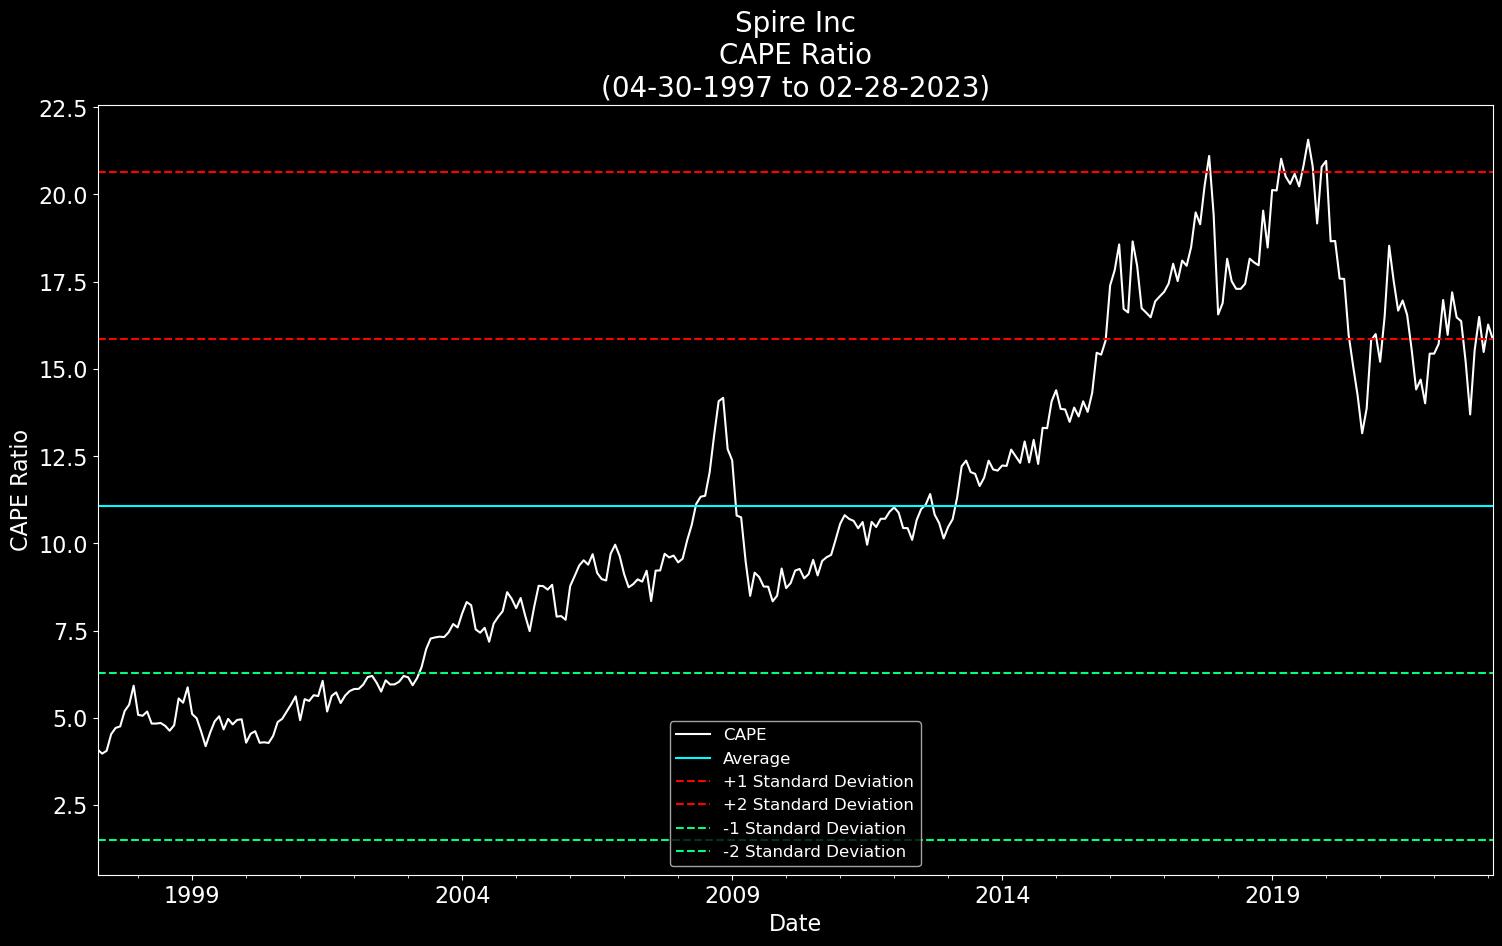 Spire Inc
CAPE Ratio
(04-30-1997 to 02-28-2023)
22.5
20.0
17.5
15.0
12.5
10.0
7.5
5.0
2.5
CAPE Ratio
CAPE
Average
+1 Standard Deviation
+2 Standard Deviation
-1 Standard Deviation
-2 Standard Deviation
1999 2004 2009 2014 2019
Date